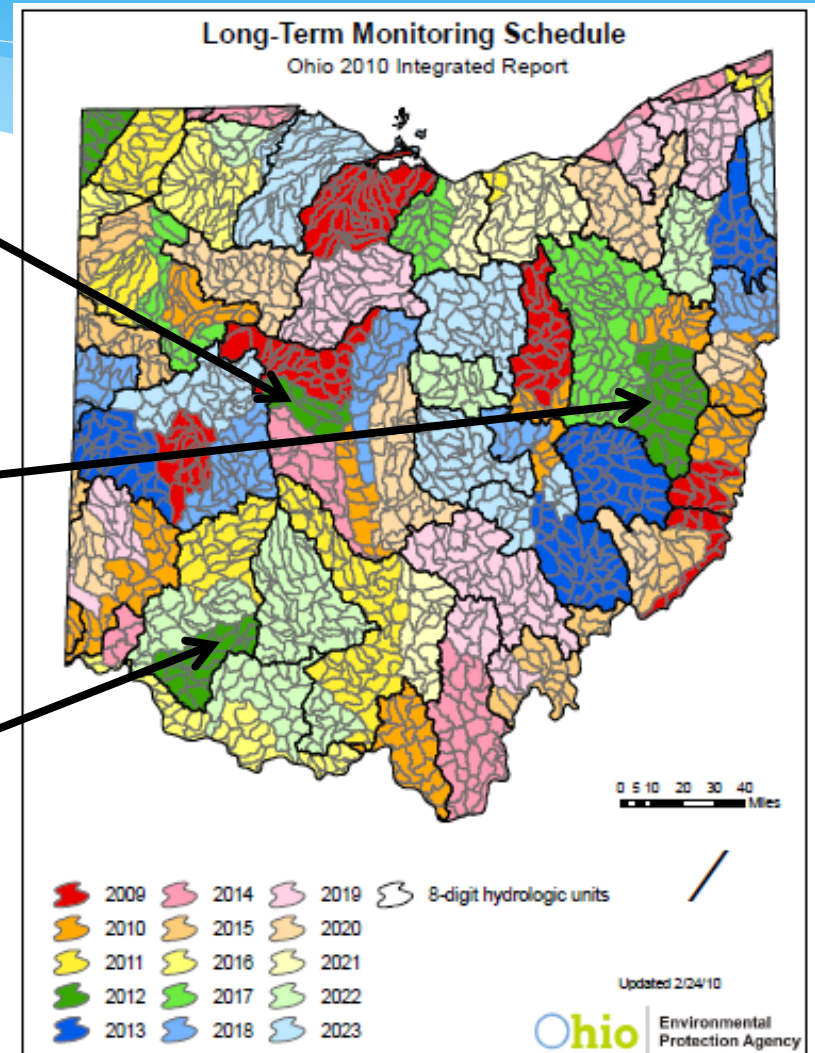 Long-Term Monitoring Schedule
Ohio 2010 Integrated Report
0 5 10 20 30 40
Miles
2009 2014 2019 8-digit hydrologic units
2010 2015 2020
2011 2016 2021
2012 2017 2022
2013 2018 2023
Updated 2/24/10
Ohio Environmental
Protection Agency